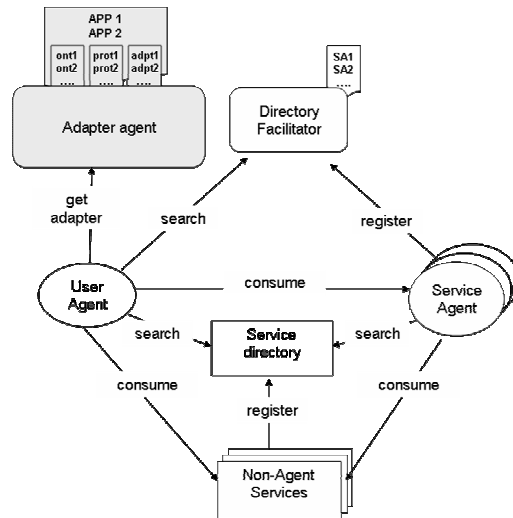 APP 1
APP 2
ont1 prot1 adpt1
ont2 prot2 adpt2
.... .... ....
SA1
SA2
....
Adapter agent
Directory
Facilitator
get
adapter
search
register
User
Agent
consume
Service
Agent
search
Service
directory
search
consume
consume
register
Non-Agent
Services